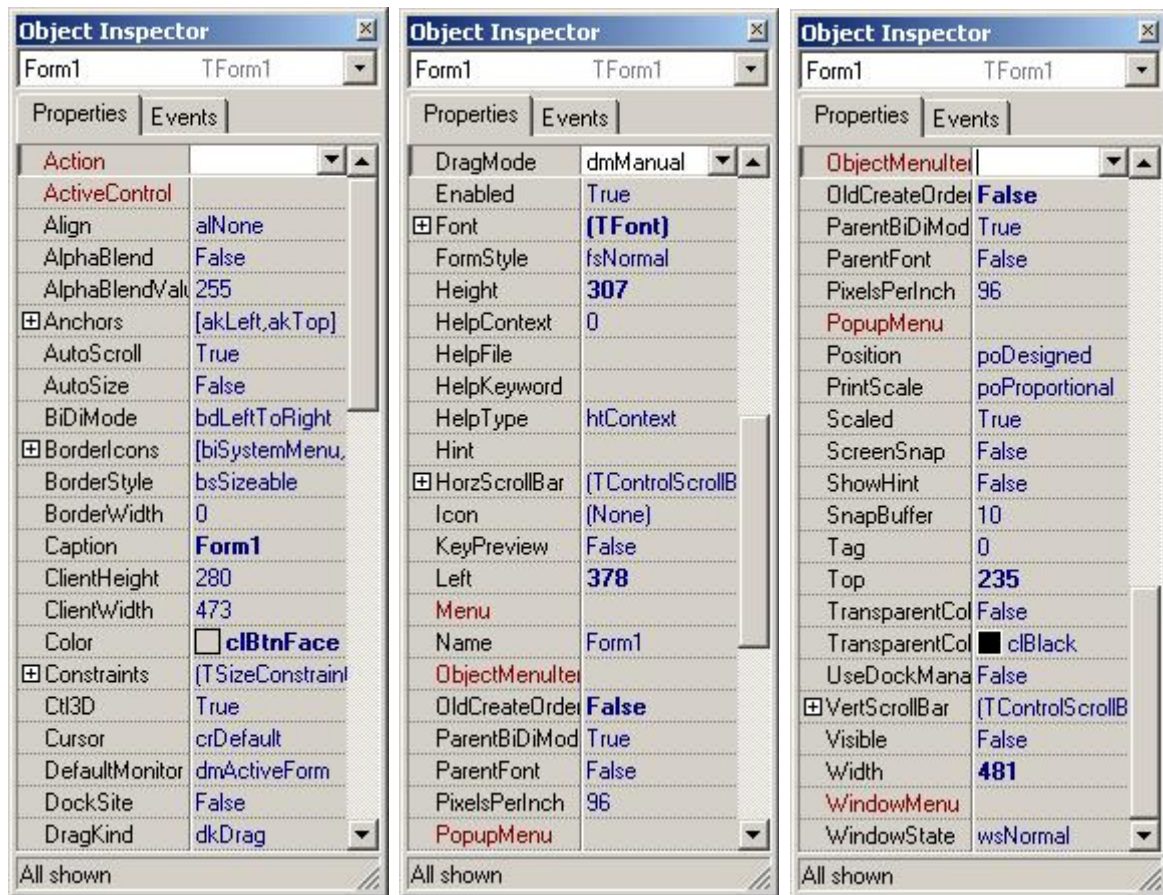 Object Inspector
Form1 TForm1
Properties Events
Action
ActiveControl
Align alNone
AlphaBlend False
AlphaBlendValu 255
Anchors [akLeft,akTop]
AutoScroll True
AutoSize False
BiDiMode bdLeftToRight
BorderIcons [biSystemMenu,
BorderStyle bsSizeable
BorderWidth 0
Caption Form1
ClientHeight 280
ClientWidth 473
Color clBtnFace
Constraints (TSizeConstraint
Ctl3D True
Cursor crDefault
DefaultMonitor dmActiveForm
DockSite False
DragKind dkDrag
All shown
Object Inspector
Form1 TForm1
Properties Events
DragMode dmManual
Enabled True
Font (TFont)
FormStyle fsNormal
Height 307
HelpContext 0
HelpFile
HelpKeyword
HelpType htContext
Hint
HorzScrollBar (TControlScrollB
Icon (None)
KeyPreview False
Left 378
Menu
Name Form1
ObjectMenuIter
OldCreateOrder False
ParentBiDiMod True
ParentFont False
PixelsPerInch 96
PopupMenu
All shown
Object Inspector
Form1 TForm1
Properties Events
ObjectMenuIter
OldCreateOrder False
ParentBiDiMod True
ParentFont False
PixelsPerInch 96
PopupMenu
Position poDesigned
PrintScale poProportional
Scaled True
ScreenSnap False
ShowHint False
SnapBuffer 10
Tag 0
Top 235
TransparentCol False
TransparentCol clBlack
UseDockMana False
VertScrollBar (TControlScrollB
Visible False
Width 481
WindowMenu
WindowState wsNormal
All shown